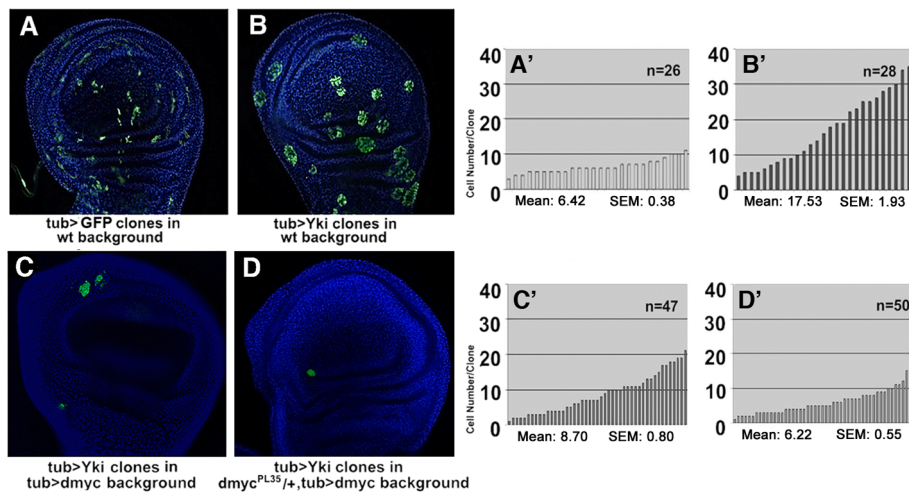 A
B
tub> GFP clones in
wt background
tub>Yki clones in
wt background
A’
40
30
20
10
0
Cell Number/Clone
n=26
Mean: 6.42 SEM: 0.38
B’
40
30
20
10
0
n=28
Mean: 17.53 SEM: 1.93
C
D
tub>Yki clones in
tub>dmyc background
tub>Yki clones in
dmycPL35/+,tub>dmyc background
C’
40
30
20
10
0
Cell Number/Clone
n=47
Mean: 8.70 SEM: 0.80
D’
40
30
20
10
0
n=50
Mean: 6.22 SEM: 0.55